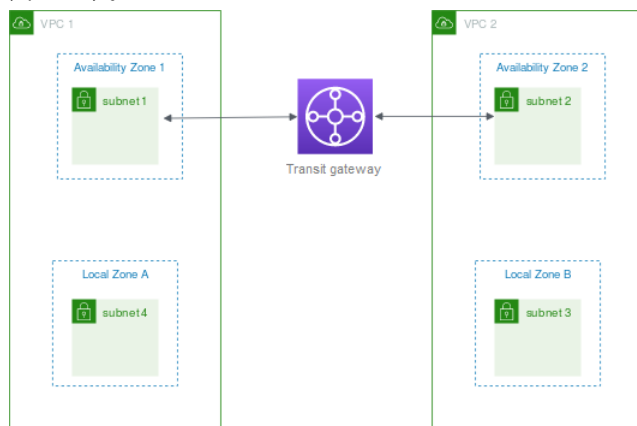 VPC 1
VPC 2
Availability Zone 1
Availability Zone 2
subnet 1
subnet 2
Transit gateway
Local Zone A
Local Zone B
subnet 4
subnet 3